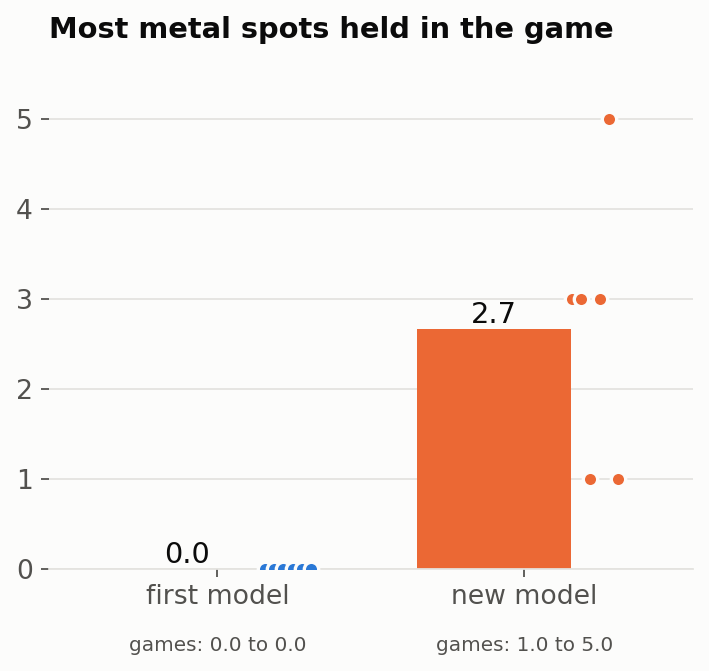 Most metal spots held in the game
5
4
3
2
1
0
2.7
0.0
first model
new model
games: 0.0 to 0.0
games: 1.0 to 5.0